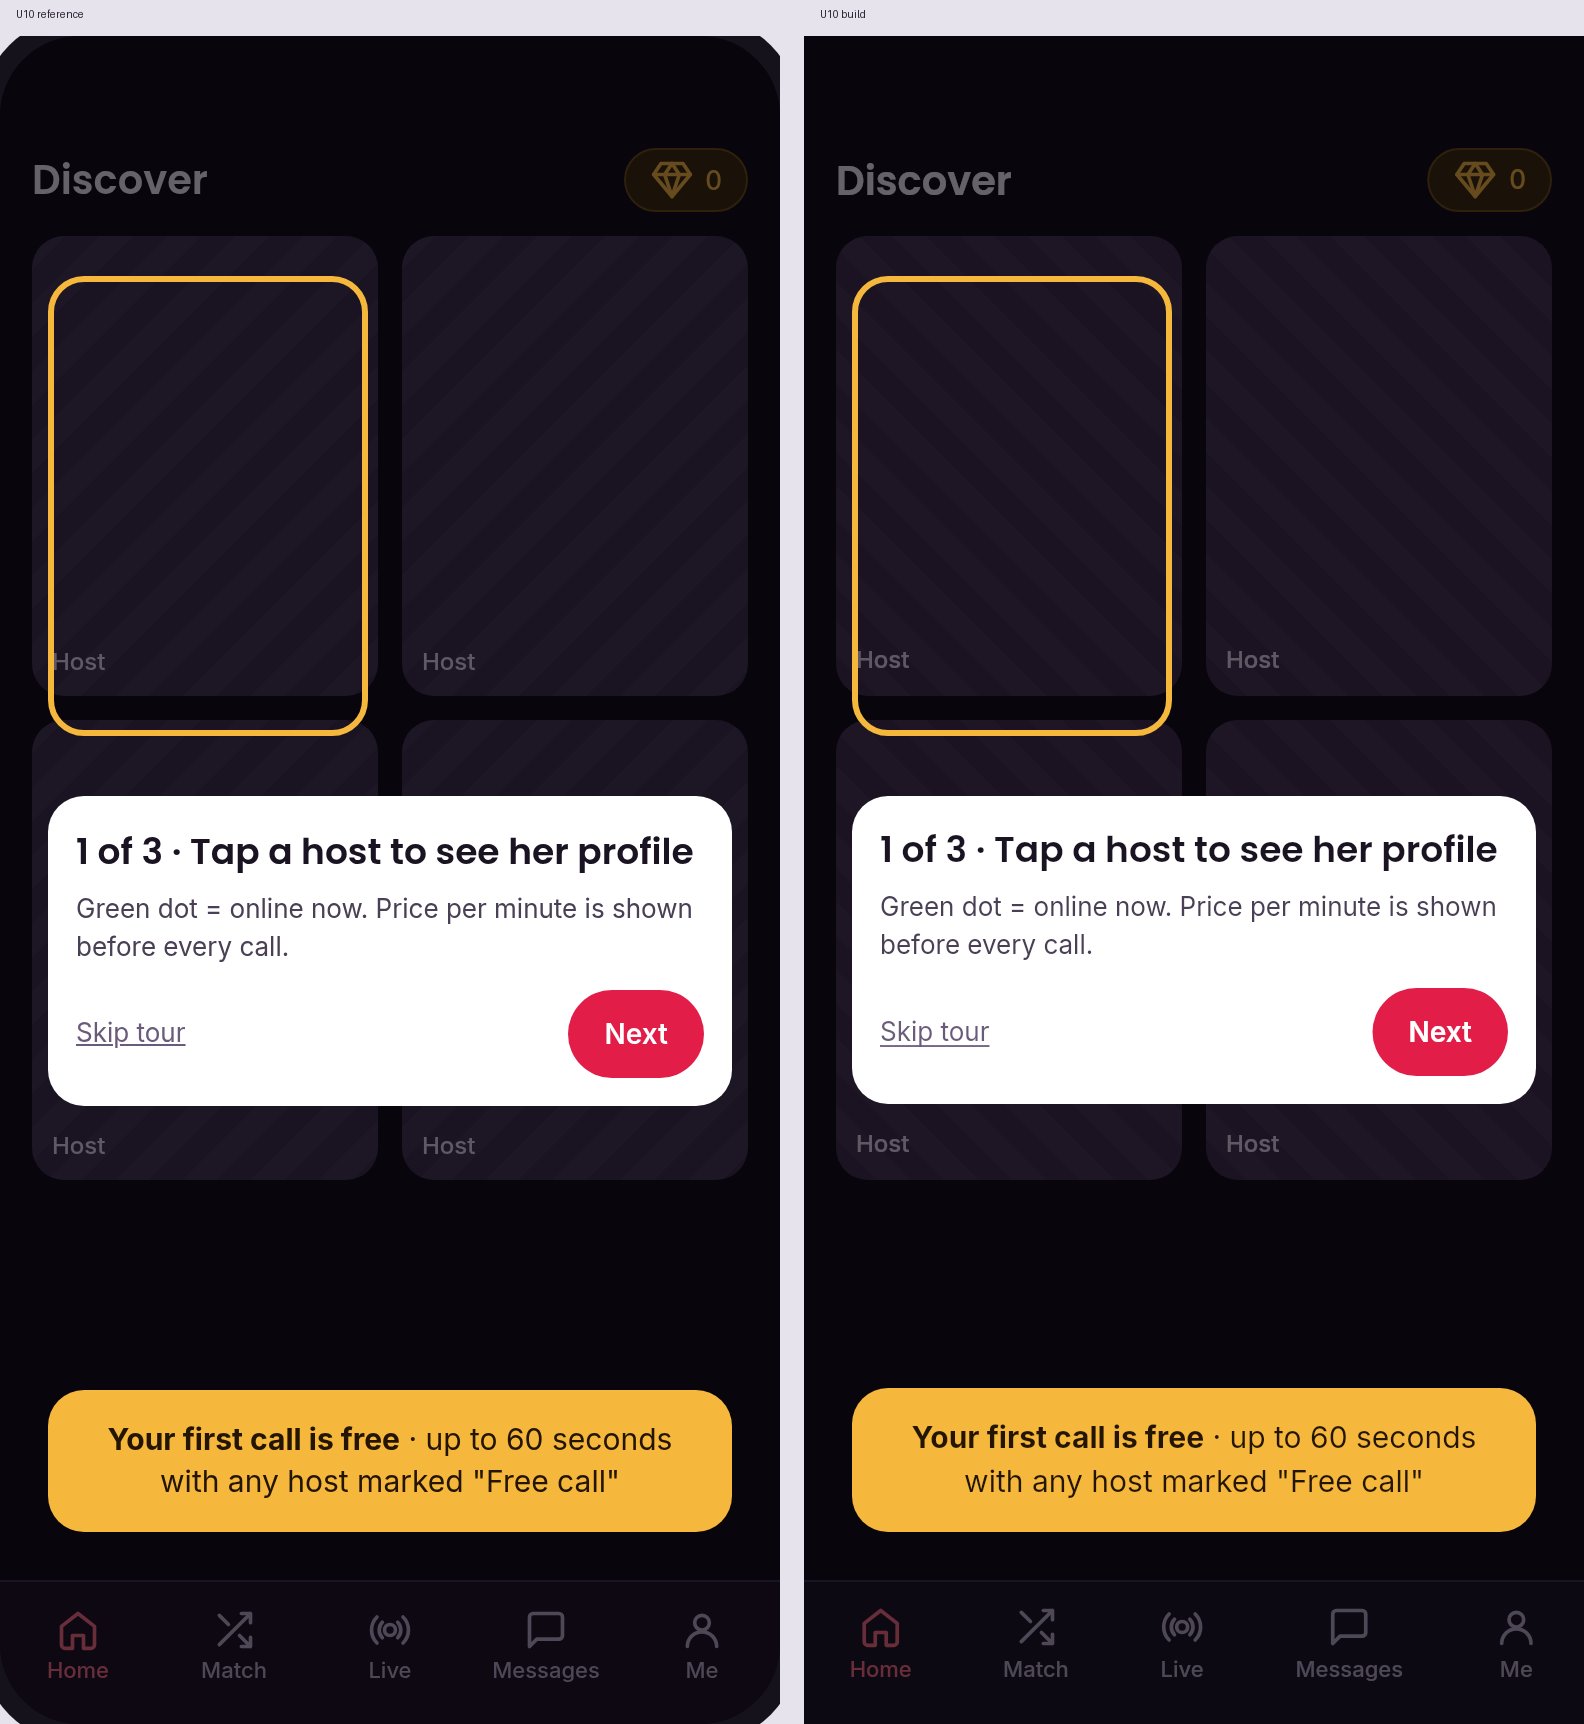 U10 reference
Discover
0
Host
Host
1 of 3 · Tap a host to see her profile
Green dot = online now. Price per minute is shown
before every call.
Skip tour
Next
Host
Host
Your first call is free · up to 60 seconds
with any host marked "Free call"
Home
Match
Live
Messages
Me
U10 build
Discover
0
Host
Host
1 of 3 · Tap a host to see her profile
Green dot = online now. Price per minute is shown
before every call.
Skip tour
Next
Host
Host
Your first call is free · up to 60 seconds
with any host marked "Free call"
Home
Match
Live
Messages
Me